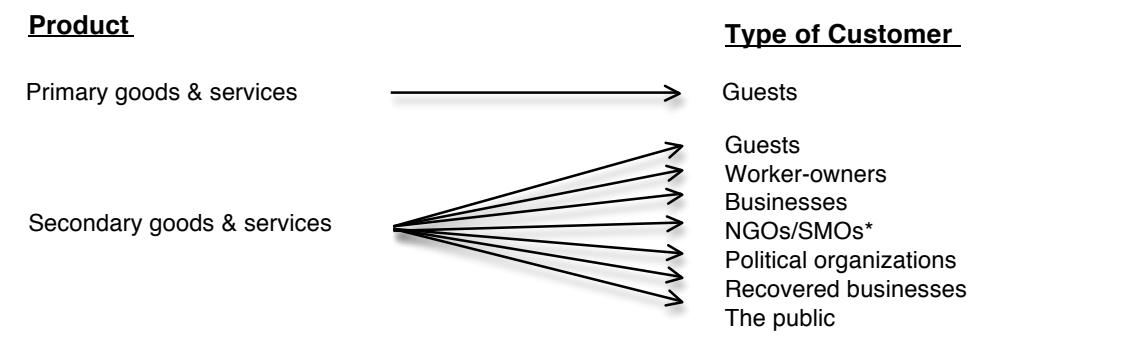 Product
Type of Customer
Primary goods & services
Guests
Secondary goods & services
Guests
Worker-owners
Businesses
NGOs/SMOs*
Political organizations
Recovered businesses
The public